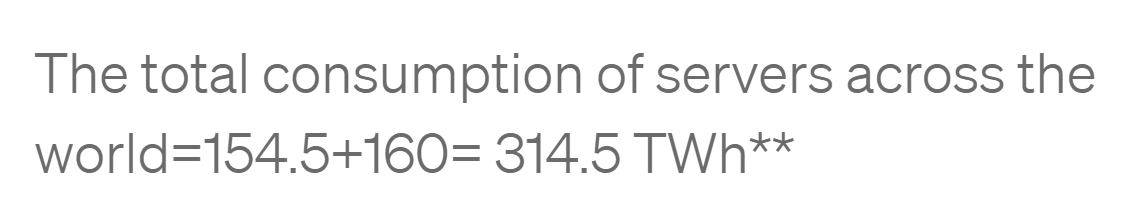 The total consumption of servers across the
world=154.5+160= 314.5 TWh**